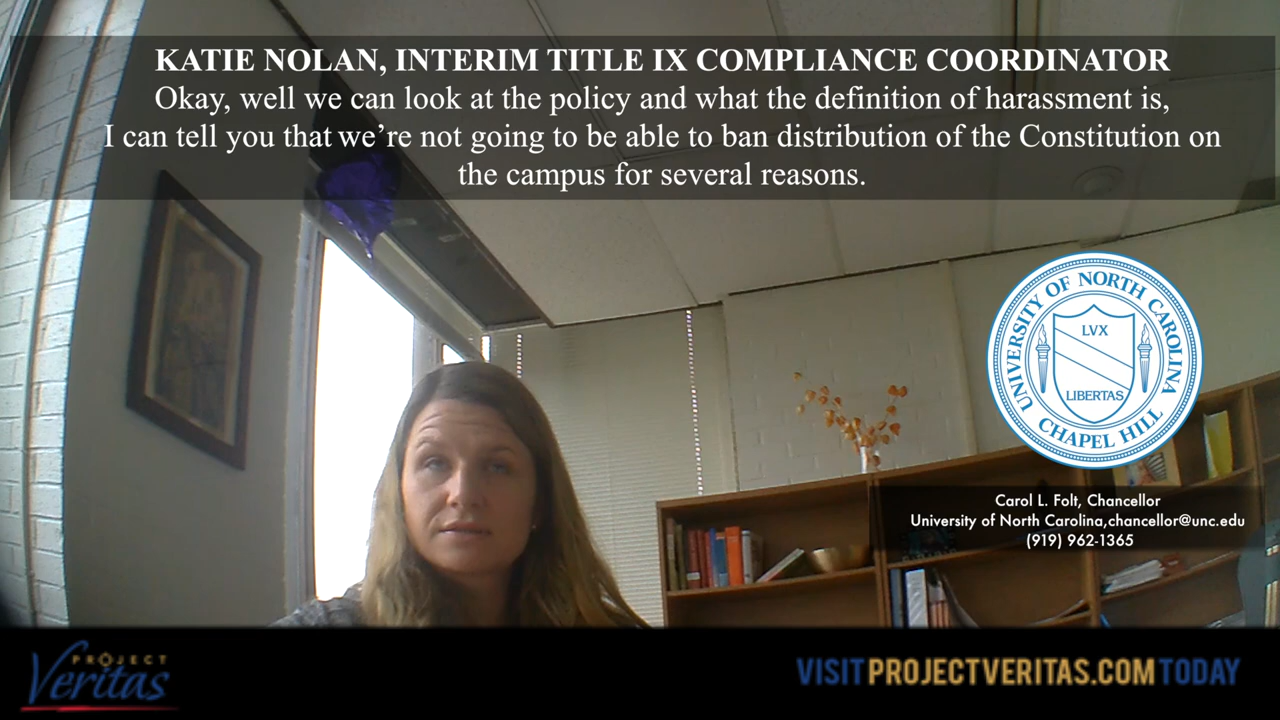 KATIE NOLAN, INTERIM TITLE IX COMPLIANCE COORDINATOR
Okay, well we can look at the policy and what the definition of harassment is,
I can tell you that we’re not going to be able to ban distribution of the Constitution on
the campus for several reasons.
UNIVERSITY OF NORTH CAROLINA
LVX
LIBERTAS
CHAPEL HILL
Carol L. Folt, Chancellor
University of North Carolina,chancellor@unc.edu
(919) 962-1365
PROJECT
Veritas
VISITPROJECTVERITAS.COMTODAY